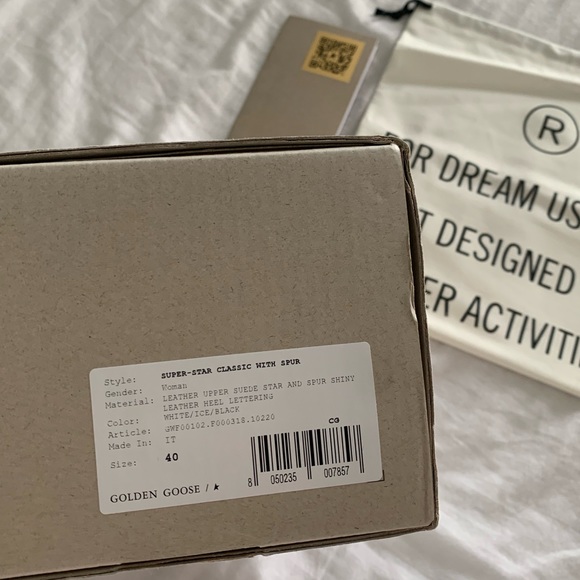 R
OR DREAM US
T DESIGNED
ER ACTIVITI
Style: SUPER-STAR CLASSIC WITH SPUR
Gender: Woman
Material: LEATHER UPPER SUEDE STAR AND SPUR SHINY
LEATHER HEEL LETTERING
Color: WHITE/ICE/BLACK
Article: GWF00102.F000318.10220
Made In: IT
CG
Size: 40
8 050235 007857
GOLDEN GOOSE /